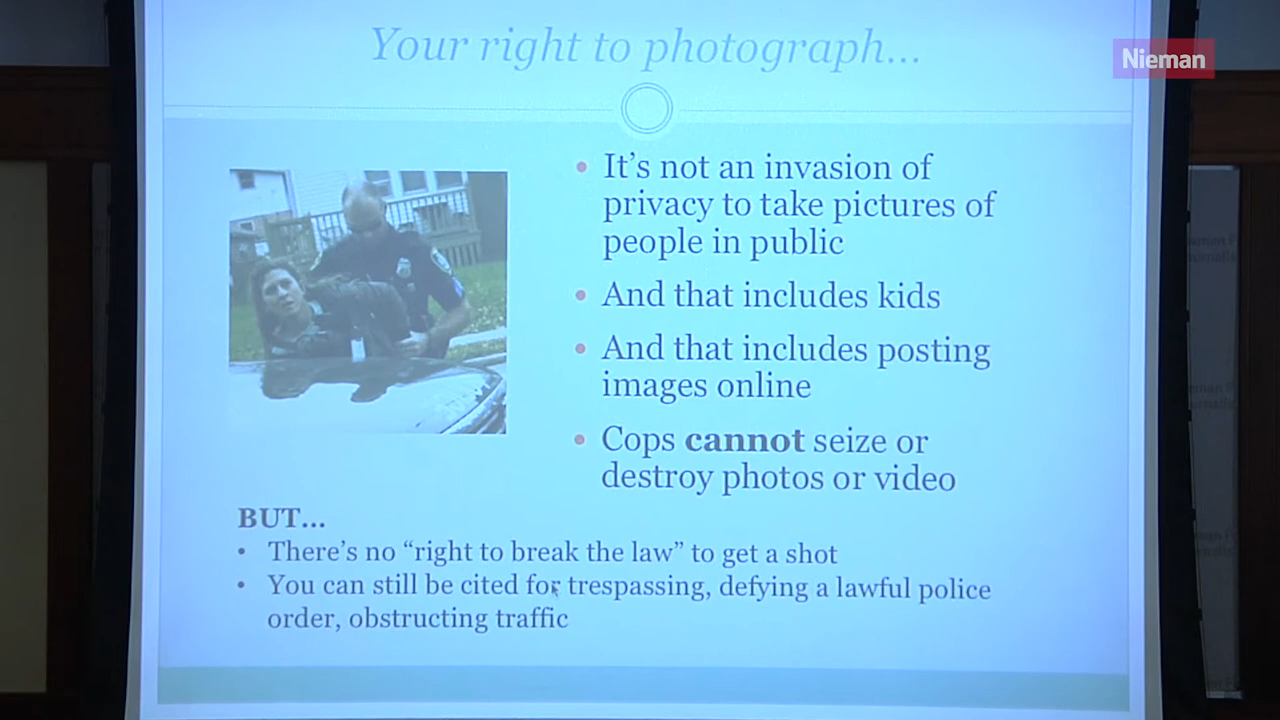 Your right to photograph...
Nieman
• It's not an invasion of
privacy to take pictures of
people in public
• And that includes kids
• And that includes posting
images online
• Cops cannot seize or
destroy photos or video
BUT...
• There's no “right to break the law” to get a shot
• You can still be cited for trespassing, defying a lawful police
order, obstructing traffic